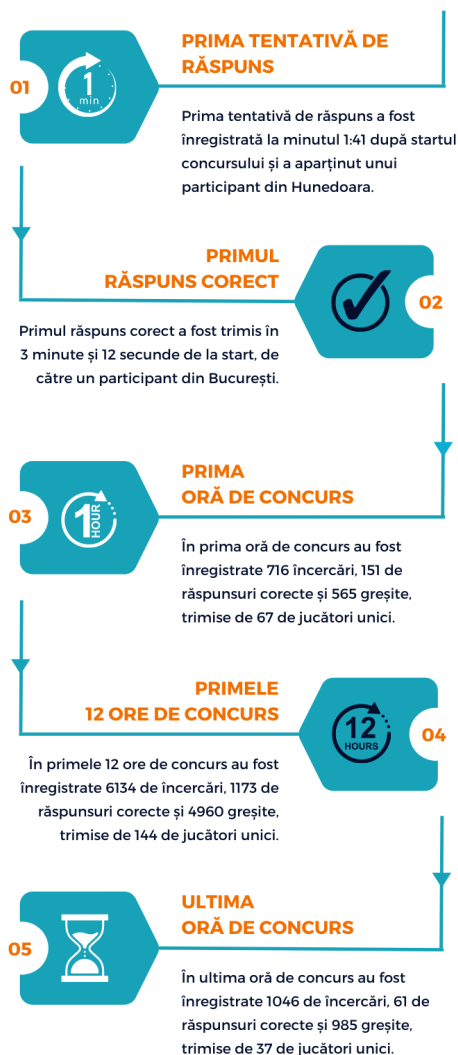 01
1
min
PRIMA TENTATIVĂ DE
RĂSPUNS
Prima tentativă de răspuns a fost
înregistrată la minutul 1:41 după startul
concursului și a aparținut unui
participant din Hunedoara.
PRIMUL
RĂSPUNS CORECT
02
Primul răspuns corect a fost trimis în
3 minute și 12 secunde de la start, de
către un participant din București.
03
1
HOUR
PRIMA
ORĂ DE CONCURS
În prima oră de concurs au fost
înregistrate 716 încercări, 151 de
răspunsuri corecte și 565 greșite,
trimise de 67 de jucători unici.
PRIMELE
12 ORE DE CONCURS
12
HOURS
04
În primele 12 ore de concurs au fost
înregistrate 6134 de încercări, 1173 de
răspunsuri corecte și 4960 greșite,
trimise de 144 de jucători unici.
05
ULTIMA
ORĂ DE CONCURS
În ultima oră de concurs au fost
înregistrate 1046 de încercări, 61 de
răspunsuri corecte și 985 greșite,
trimise de 37 de jucători unici.